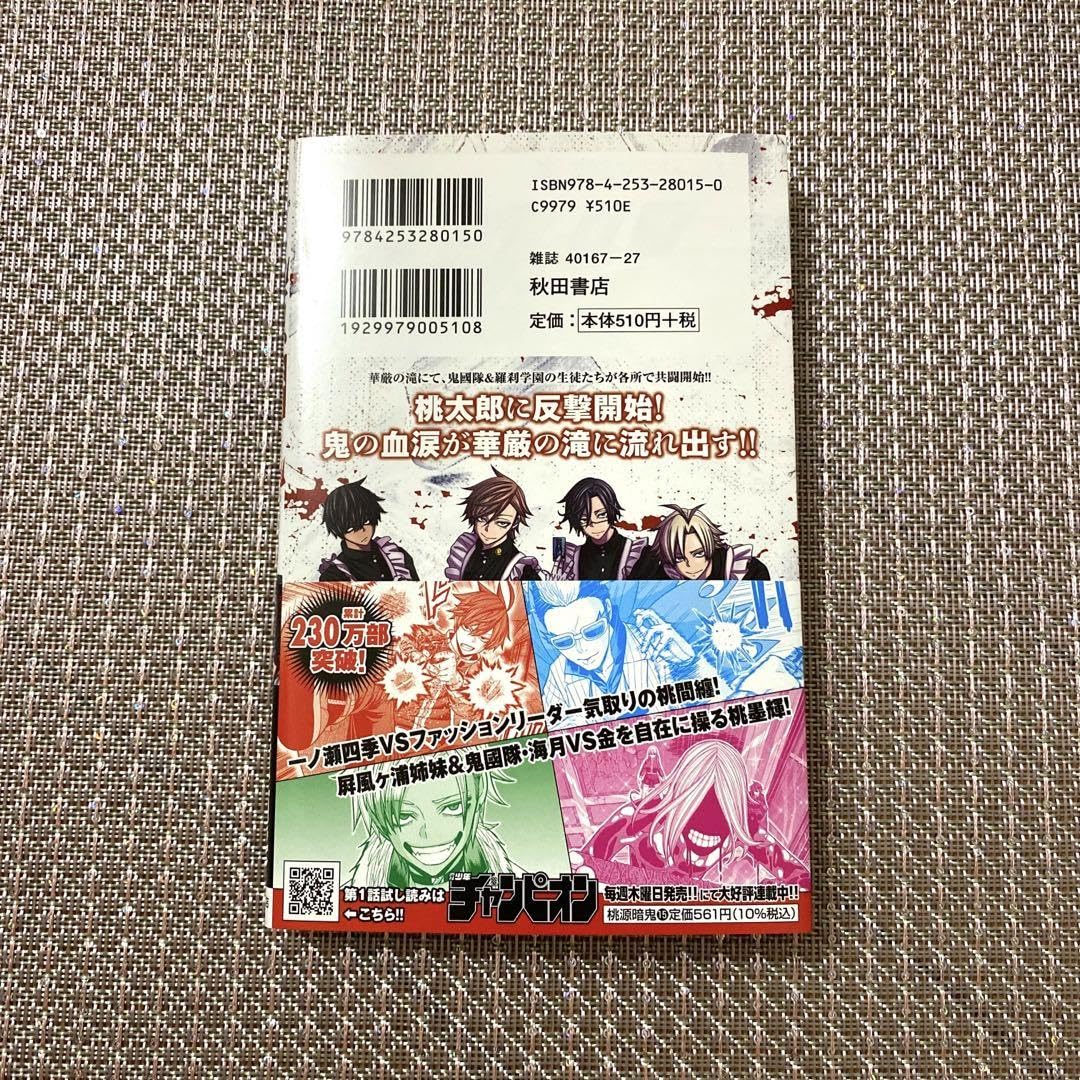 ISBN978-4-253-28015-0
C9979 ¥510E
9784253280150
雑誌 40167-27
秋田書店
1929979005108
定価：本体510円+税
華厳の滝にて、鬼國隊&羅刹学園の生徒たちが各所で共闘開始!!
桃太郎に反撃開始!
鬼の血涙が華厳の滝に流れ出す!!
累計
230万部
突破!
一ノ瀬四季VSファッションリーダー気取りの桃間纏!
屏風ヶ浦姉妹&鬼國隊・海月VS金を自在に操る桃墨輝!
第1話試し読みは
←こちら!!
週刊少年
チャンピオン
毎週木曜日発売!!にて大好評連載中!!
桃源暗鬼⑮定価561円(10%税込)